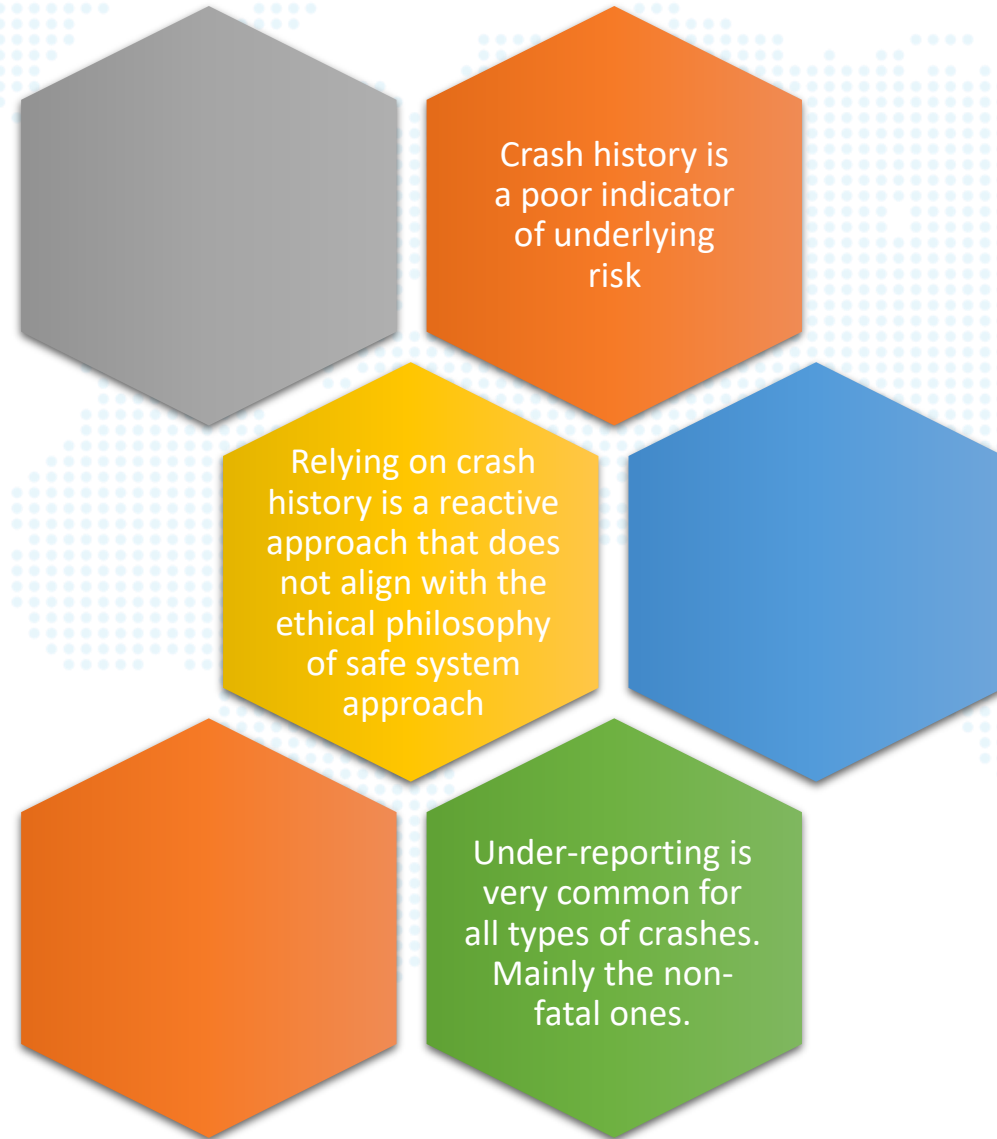 Crash history is
a poor indicator
of underlying
risk
Relying on crash
history is a reactive
approach that does
not align with the
ethical philosophy
of safe system
approach
Under-reporting is
very common for
all types of crashes.
Mainly the non-
fatal ones.